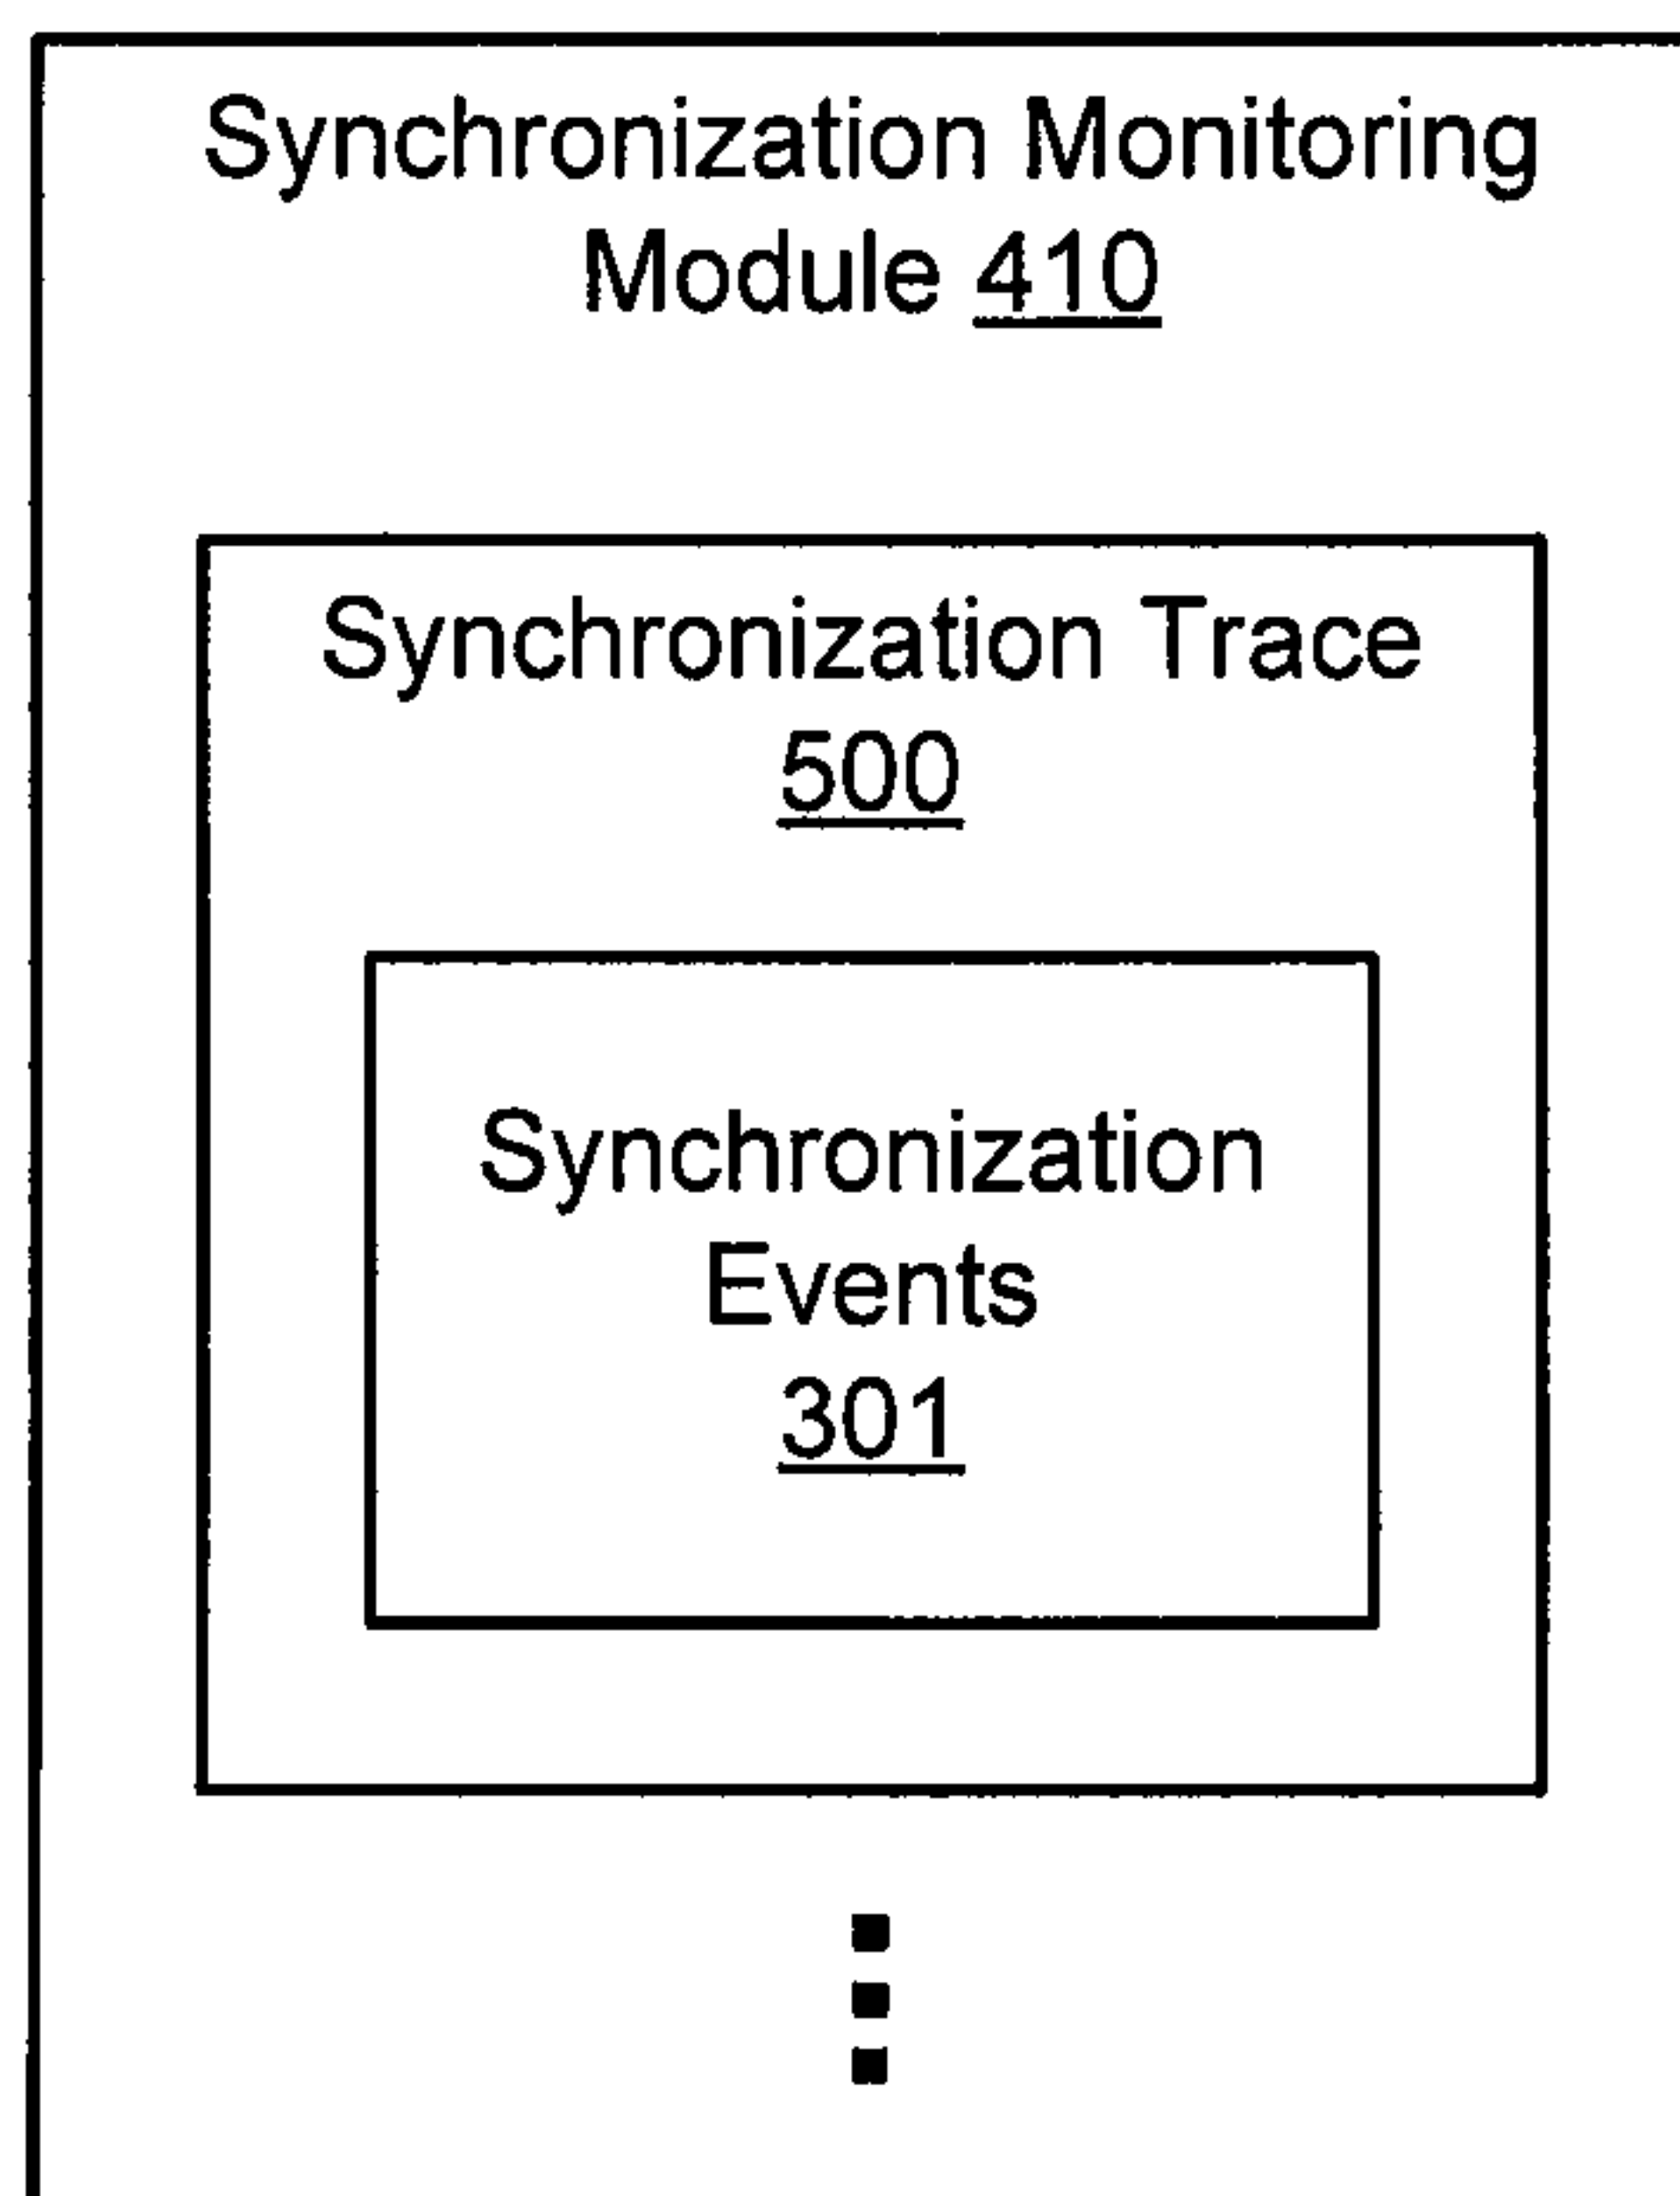 Synchronization Monitoring
Module 410
Synchronization Trace
500
Synchronization
Events
301